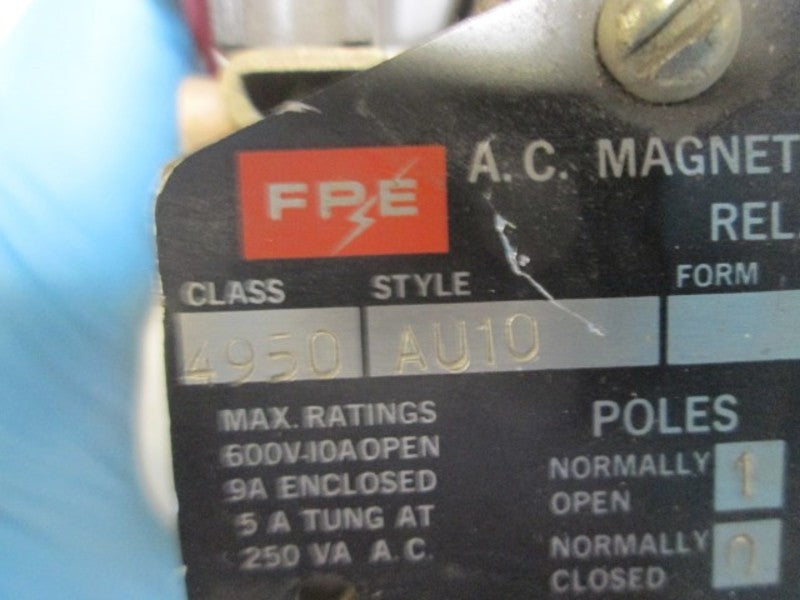 FPE
A.C. MAGNET
REL
CLASS STYLE FORM
4950 AU10
MAX. RATINGS
600V-10A OPEN
9A ENCLOSED
5 A TUNG AT
250 VA A.C.
POLES
NORMALLY OPEN 1
NORMALLY CLOSED 0